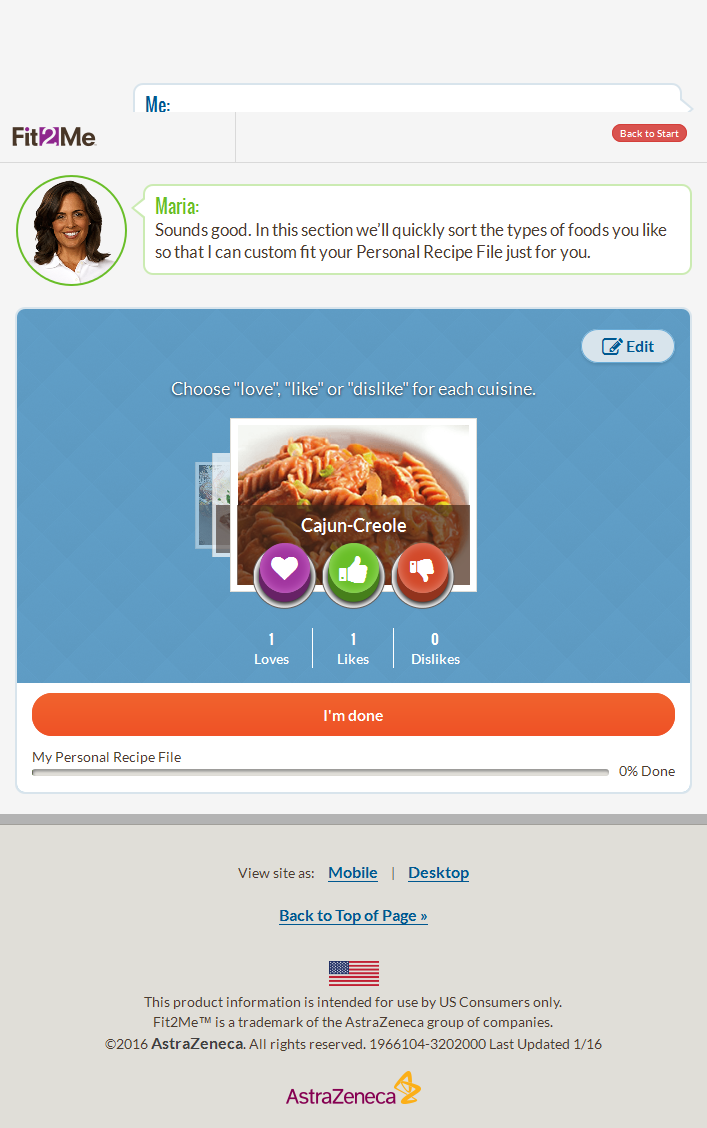 Me:
Fit2Me
Back to Start
Maria:
Sounds good. In this section we'll quickly sort the types of foods you like
so that I can custom fit your Personal Recipe File just for you.
Edit
Choose "love", "like" or "dislike" for each cuisine.
Cajun-Creole
1 1 0
Loves Likes Dislikes
I'm done
My Personal Recipe File
0% Done
View site as: Mobile | Desktop
Back to Top of Page »
This product information is intended for use by US Consumers only.
Fit2Me™ is a trademark of the AstraZeneca group of companies.
©2016 AstraZeneca. All rights reserved. 1966104-3202000 Last Updated 1/16
AstraZeneca